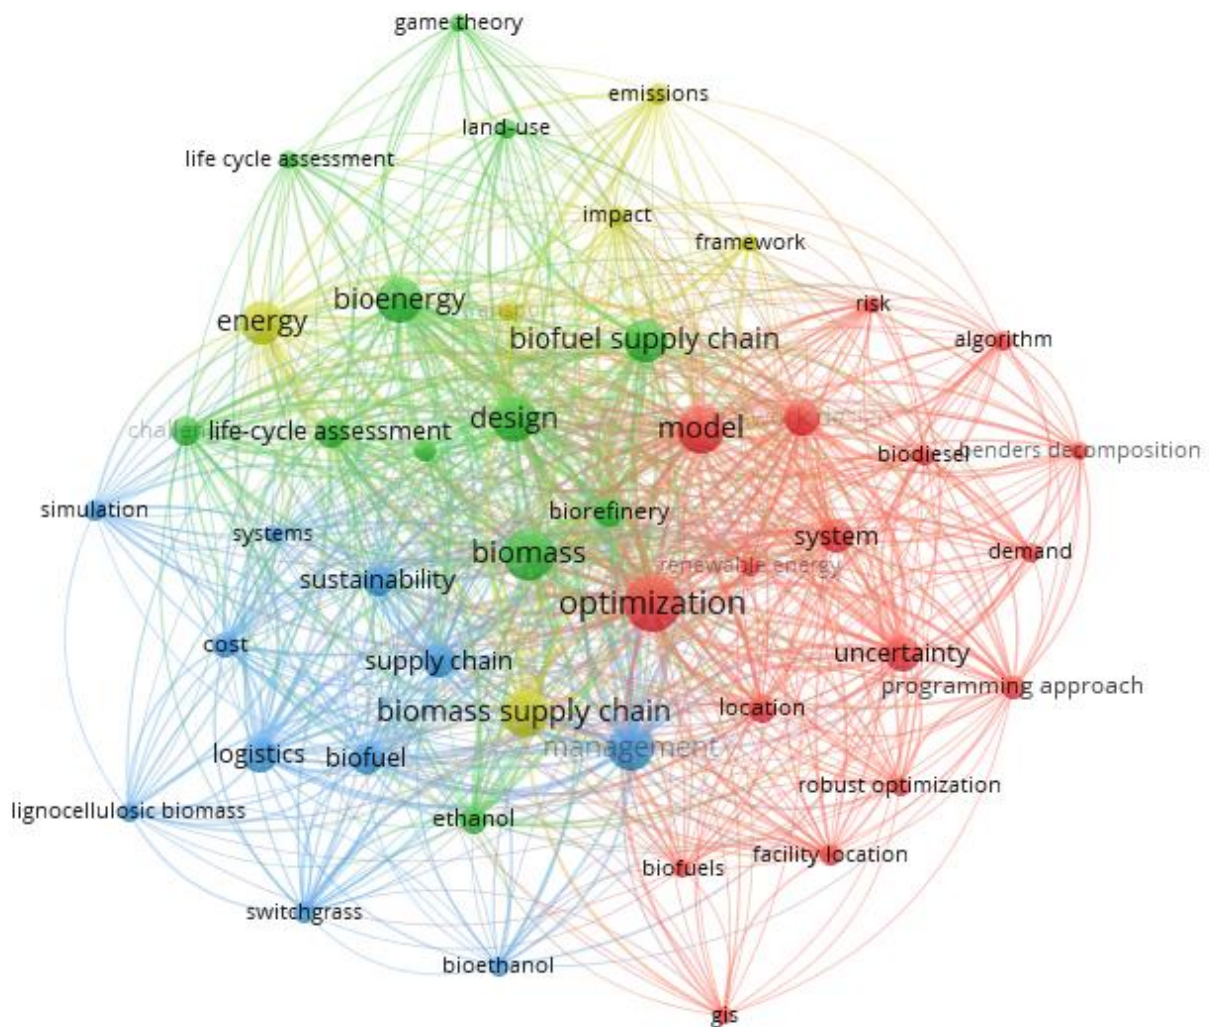 game theory
emissions
land-use
life cycle assessment
impact
framework
bioenergy
risk
energy
biofuel supply chain
algorithm
design
model
life-cycle assessment
biodiesel
benders decomposition
simulation
biorefinery
systems
system
biomass
demand
renewable energy
sustainability
optimization
cost
uncertainty
supply chain
programming approach
biomass supply chain
location
management
logistics
biofuel
robust optimization
lignocellulosic biomass
ethanol
facility location
biofuels
switchgrass
bioethanol
gis